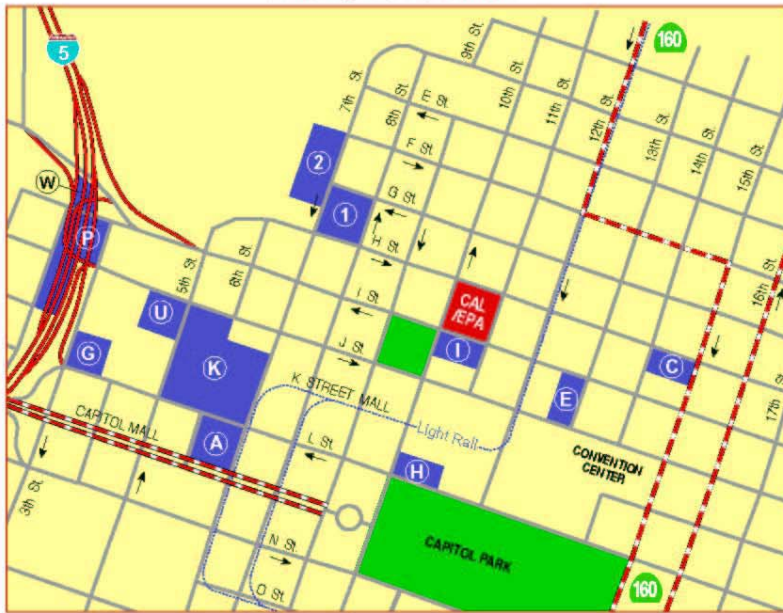 160
5
9th St.
10th St.
11th St.
12th St.
13th St.
14th St.
15th St.
7th St.
8th St.
E St.
F St.
2
W
1
G St.
P
5th St.
6th St.
H St.
16th St.
CAL
/EPA
I St.
U
G
K
J St.
I
C
17th St.
K STREET MALL
E
CAPITOL MALL
A
Light Rail
L St.
H
CONVENTION
CENTER
3rd St.
N St.
CAPITOL PARK
O St.
160